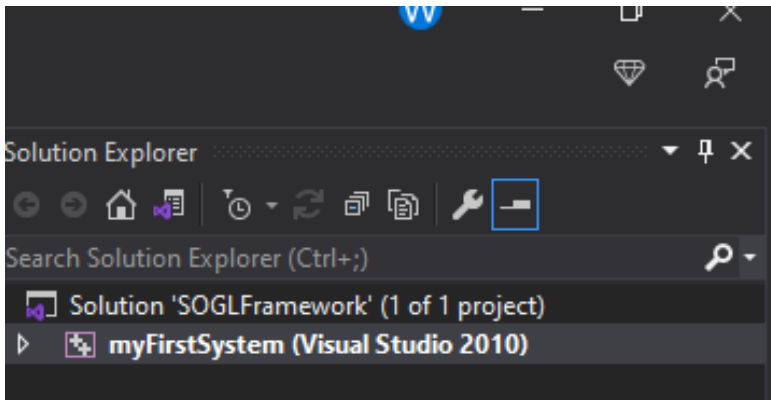 W
Solution Explorer
Search Solution Explorer (Ctrl+;)
Solution 'SOGLFramework' (1 of 1 project)
myFirstSystem (Visual Studio 2010)